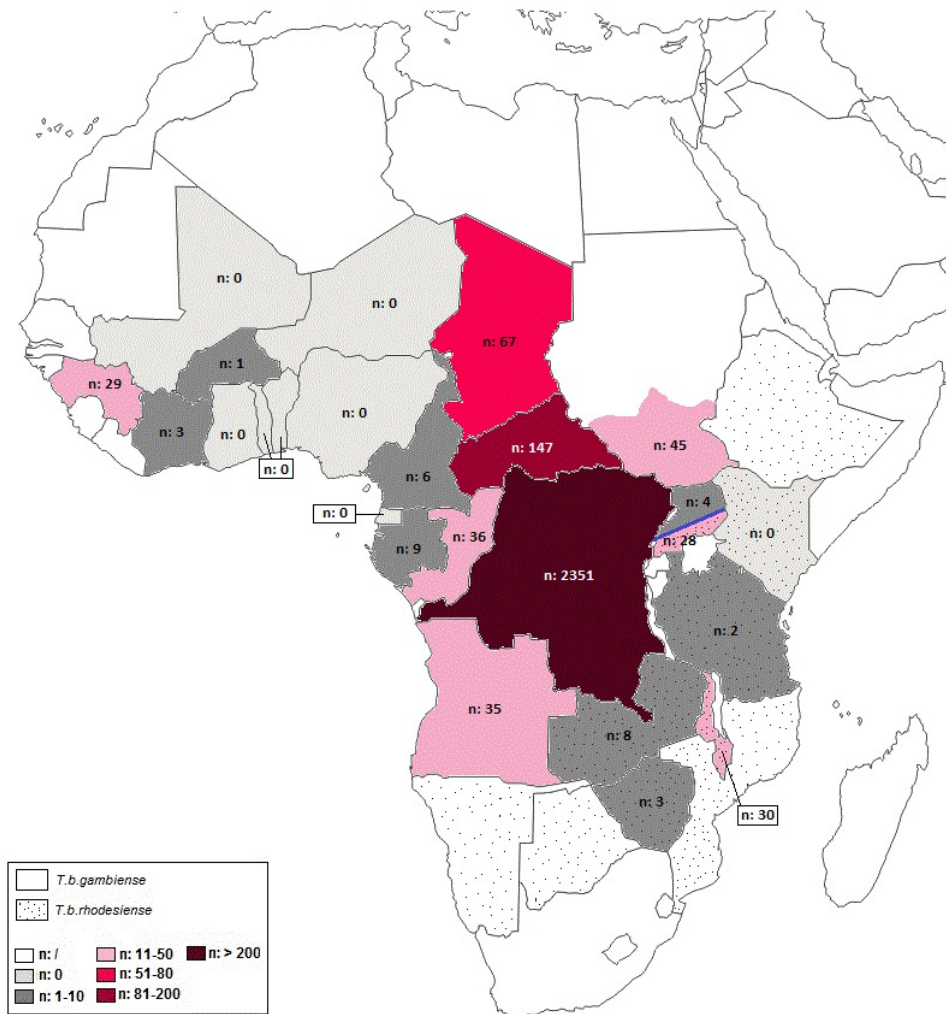 n: 0
n: 0
n: 67
n: 1
n: 29
n: 0
n: 3
n: 0
n: 147
n: 45
n: 0
n: 6
n: 4
n: 0
n: 36
n: 0
n: 28
n: 9
n: 2351
n: 2
n: 35
n: 8
n: 3
n: 30
T.b.gambiense
T.b.rhodesiense
n: /
n: 11-50
n: > 200
n: 0
n: 51-80
n: 1-10
n: 81-200